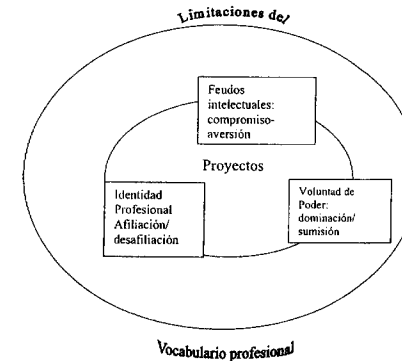 Limitaciones del
Feudos
intelectuales:
compromiso-
aversión
Proyectos
Identidad
Profesional
Afiliación/
desafiliación
Voluntad de
Poder:
dominación/
sumisión
Vocabulario profesional